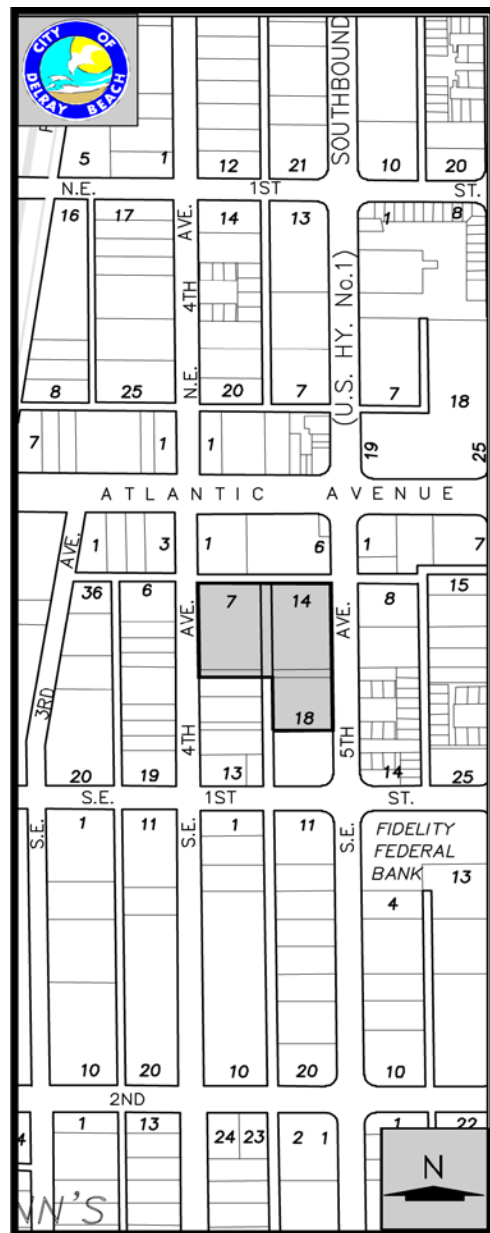 CITY OF
DELRAY BEACH
SOUTHBOUND
5 1 12 21 10 20
N.E. 1ST ST.
16 17 14 13 1 8
AVE.
4TH
(U.S. HY. No.1)
N.E.
8 25 20 7 7 18
7 1 1 19 25
ATLANTIC AVENUE
AVE. 1 3 1 6 1 7
36 6 AVE. 7 14 AVE. 8 15
3RD
4TH 18 5TH
20 19 13 14 25
S.E. 1ST ST.
S.E. 1 11 S.E. 1 11 S.E. FIDELITY
FEDERAL
BANK 13
4
10 20 10 20 10
2ND
4 1 13 24 23 2 1 1 22
NN'S
N